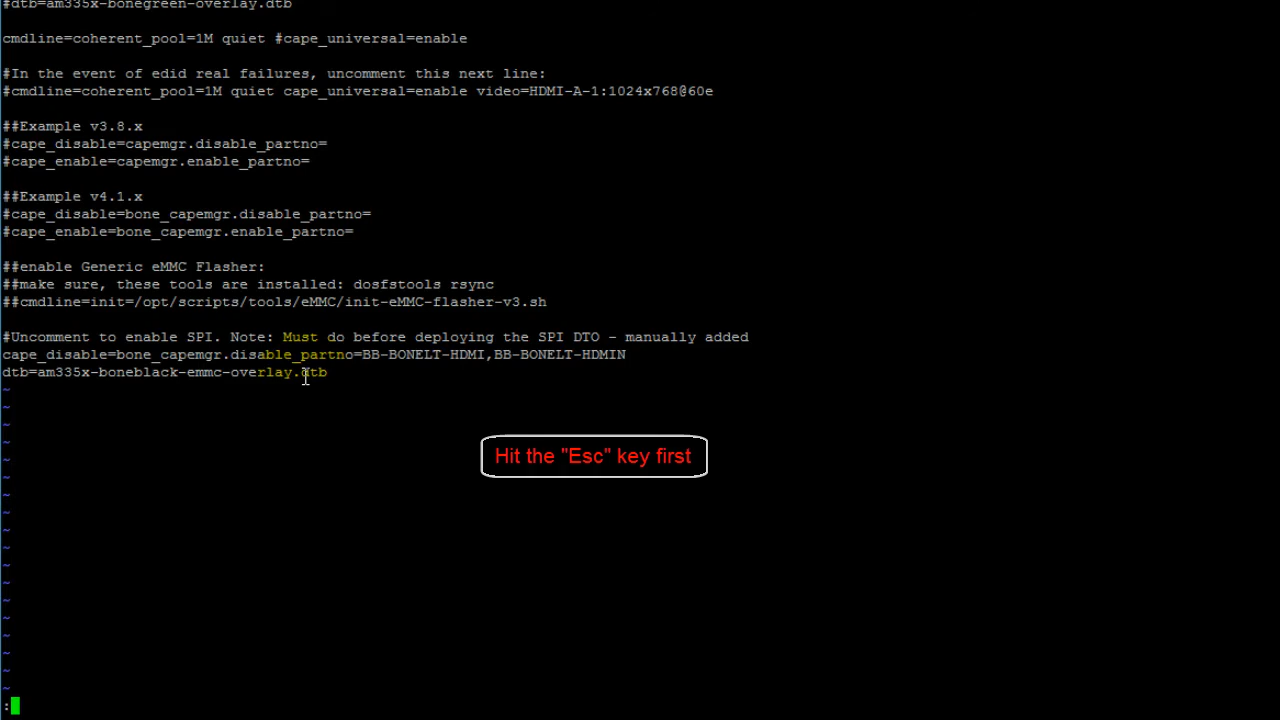 #dtb=am335x-bonegreen-overlay.dtb
cmdline=coherent_pool=1M quiet #cape_universal=enable
#In the event of edid real failures, uncomment this next line:
#cmdline=coherent_pool=1M quiet cape_universal=enable video=HDMI-A-1:1024x768@60e
##Example v3.8.x
#cape_disable=capemgr.disable_partno=
#cape_enable=capemgr.enable_partno=
##Example v4.1.x
#cape_disable=bone_capemgr.disable_partno=
#cape_enable=bone_capemgr.enable_partno=
##enable Generic eMMC Flasher:
##make sure, these tools are installed: dosfstools rsync
##cmdline=init=/opt/scripts/tools/eMMC/init-eMMC-flasher-v3.sh
#Uncomment to enable SPI. Note: Must do before deploying the SPI DTO - manually added
cape_disable=bone_capemgr.disable_partno=BB-BONELT-HDMI,BB-BONELT-HDMIN
dtb=am335x-boneblack-emmc-overlay.dtb
~
~
~
~
Hit the "Esc" key first
~
~
~
~
~
~
~
~
~
~
~
~
~
~
: